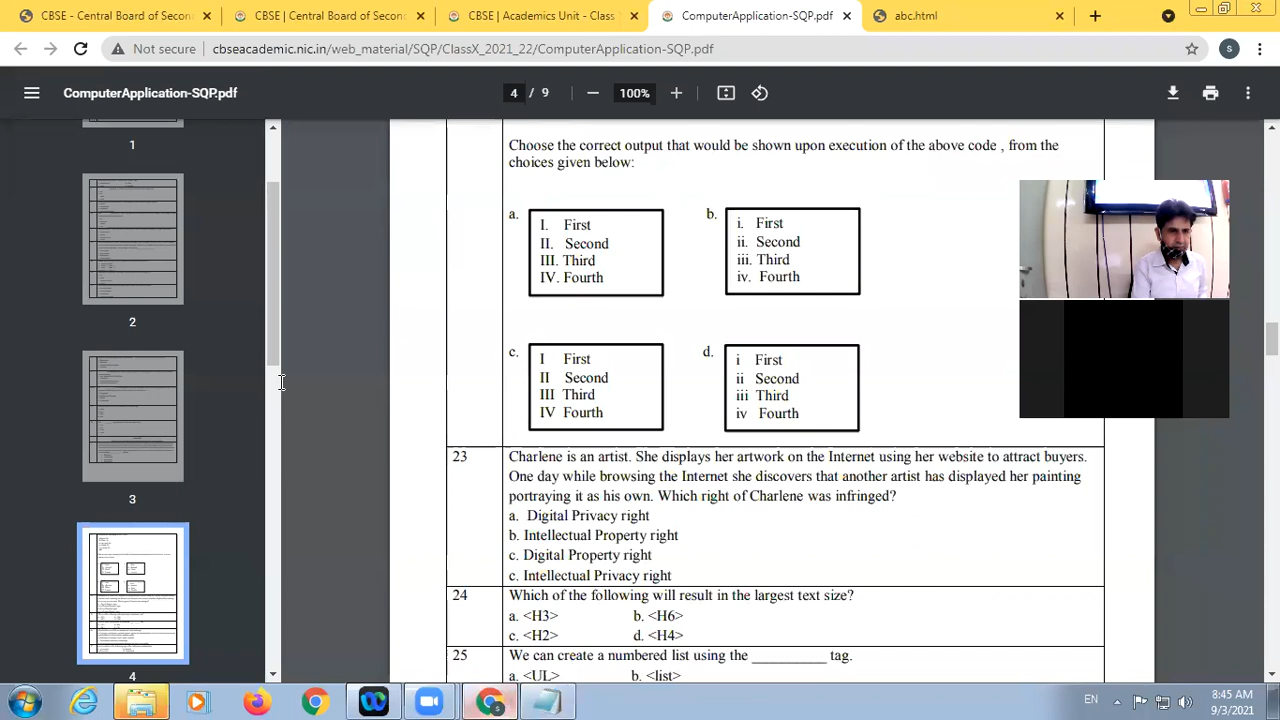 CBSE - Central Board of Secon
CBSE | Central Board of Secon
CBSE | Academics Unit - Class
ComputerApplication-SQP.pdf
abc.html
Not secure
cbseacademic.nic.in/web_material/SQP/ClassX_2021_22/ComputerApplication-SQP.pdf
S
ComputerApplication-SQP.pdf
4 / 9
100%
1
2
3
4
Choose the correct output that would be shown upon execution of the above code , from the
choices given below:
a.
I. First
II. Second
III. Third
IV. Fourth
b.
i. First
ii. Second
iii. Third
iv. Fourth
c.
I First
II Second
III Third
IV Fourth
d.
i First
ii Second
iii Third
iv Fourth
23 Charlene is an artist. She displays her artwork on the Internet using her website to attract buyers.
One day while browsing the Internet she discovers that another artist has displayed her painting
portraying it as his own. Which right of Charlene was infringed?
a. Digital Privacy right
b. Intellectual Property right
c. Digital Property right
c. Intellectual Privacy right
24 Which of the following will result in the largest text size?
a. <H3> b. <H6>
c. <H2> d. <H4>
25 We can create a numbered list using the __________ tag.
a. <UL> b. <list>
EN
8:45 AM
9/3/2021